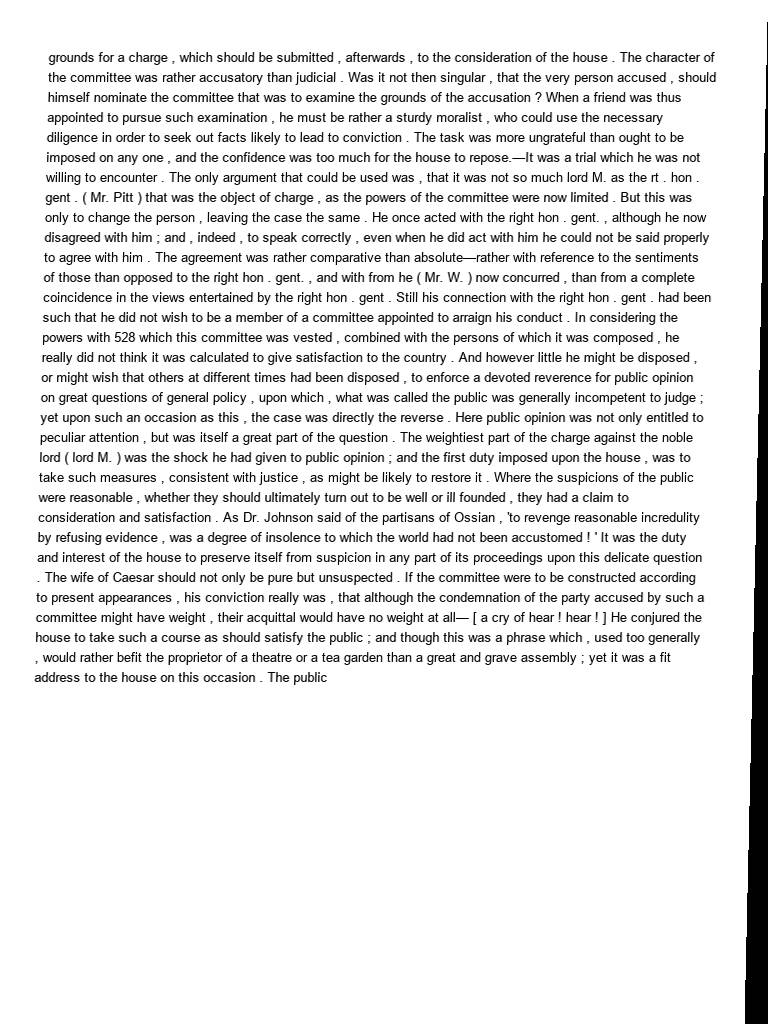 grounds for a charge , which should be submitted , afterwards , to the consideration of the house . The character of
the committee was rather accusatory than judicial . Was it not then singular , that the very person accused , should
himself nominate the committee that was to examine the grounds of the accusation ? When a friend was thus
appointed to pursue such examination , he must be rather a sturdy moralist , who could use the necessary
diligence in order to seek out facts likely to lead to conviction . The task was more ungrateful than ought to be
imposed on any one , and the confidence was too much for the house to repose.—It was a trial which he was not
willing to encounter . The only argument that could be used was , that it was not so much lord M. as the rt . hon .
gent . ( Mr. Pitt ) that was the object of charge , as the powers of the committee were now limited . But this was
only to change the person , leaving the case the same . He once acted with the right hon . gent. , although he now
disagreed with him ; and , indeed , to speak correctly , even when he did act with him he could not be said properly
to agree with him . The agreement was rather comparative than absolute—rather with reference to the sentiments
of those than opposed to the right hon . gent. , and with from he ( Mr. W. ) now concurred , than from a complete
coincidence in the views entertained by the right hon . gent . Still his connection with the right hon . gent . had been
such that he did not wish to be a member of a committee appointed to arraign his conduct . In considering the
powers with 528 which this committee was vested , combined with the persons of which it was composed , he
really did not think it was calculated to give satisfaction to the country . And however little he might be disposed ,
or might wish that others at different times had been disposed , to enforce a devoted reverence for public opinion
on great questions of general policy , upon which , what was called the public was generally incompetent to judge ;
yet upon such an occasion as this , the case was directly the reverse . Here public opinion was not only entitled to
peculiar attention , but was itself a great part of the question . The weightiest part of the charge against the noble
lord ( lord M. ) was the shock he had given to public opinion ; and the first duty imposed upon the house , was to
take such measures , consistent with justice , as might be likely to restore it . Where the suspicions of the public
were reasonable , whether they should ultimately turn out to be well or ill founded , they had a claim to
consideration and satisfaction . As Dr. Johnson said of the partisans of Ossian , 'to revenge reasonable incredulity
by refusing evidence , was a degree of insolence to which the world had not been accustomed ! ' It was the duty
and interest of the house to preserve itself from suspicion in any part of its proceedings upon this delicate question
. The wife of Caesar should not only be pure but unsuspected . If the committee were to be constructed according
to present appearances , his conviction really was , that although the condemnation of the party accused by such a
committee might have weight , their acquittal would have no weight at all— [ a cry of hear ! hear ! ] He conjured the
house to take such a course as should satisfy the public ; and though this was a phrase which , used too generally
, would rather befit the proprietor of a theatre or a tea garden than a great and grave assembly ; yet it was a fit
address to the house on this occasion . The public